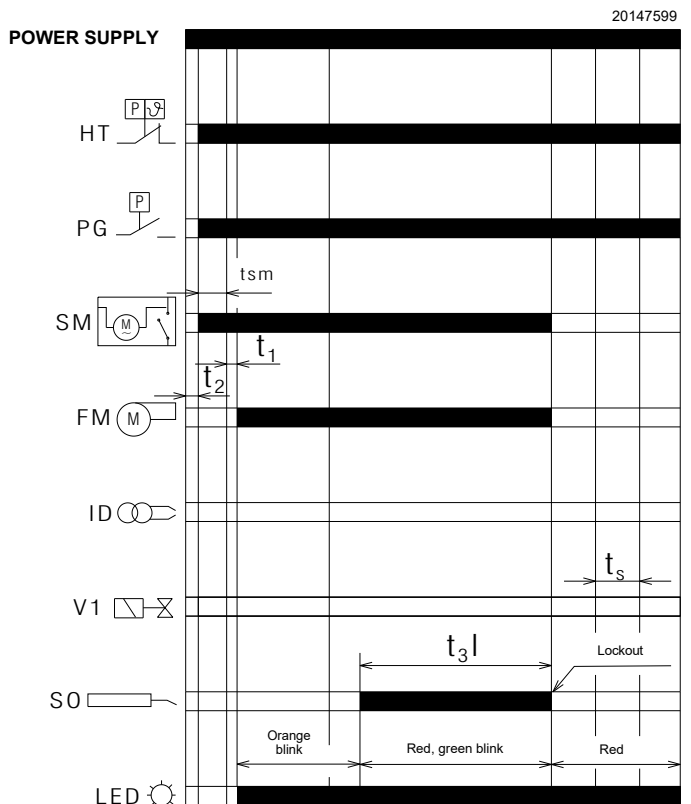 20147599
POWER SUPPLY
P ϑ
HT
P
PG
tsm
SM
M
~
t1
t2
FM
M
ID
ts
V1
t3l
Lockout
SO
Orange
blink
Red, green blink
Red
LED